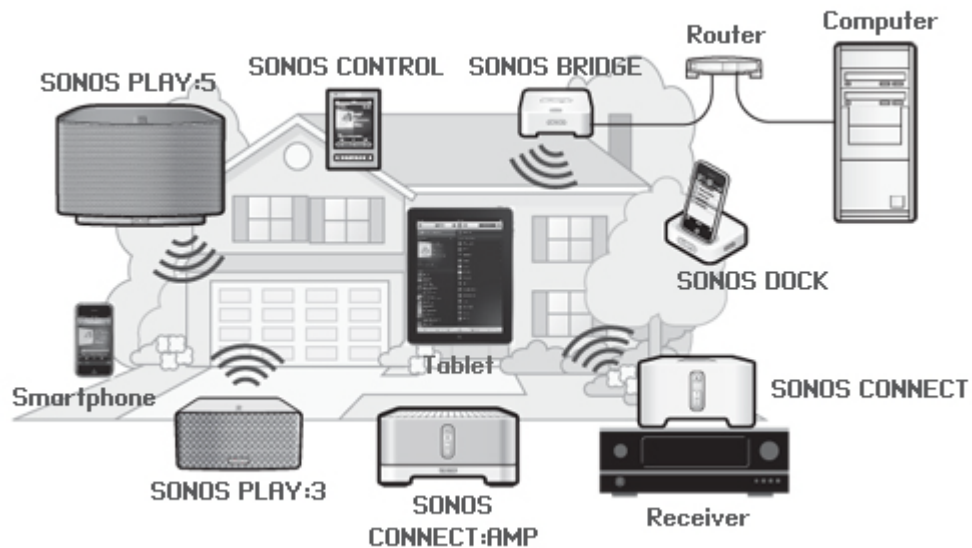 Computer
Router
SONOS CONTROL
SONOS BRIDGE
SONOS PLAY:5
SONOS DOCK
Tablet
Smartphone
SONOS CONNECT
SONOS PLAY:3
SONOS
CONNECT:AMP
Receiver